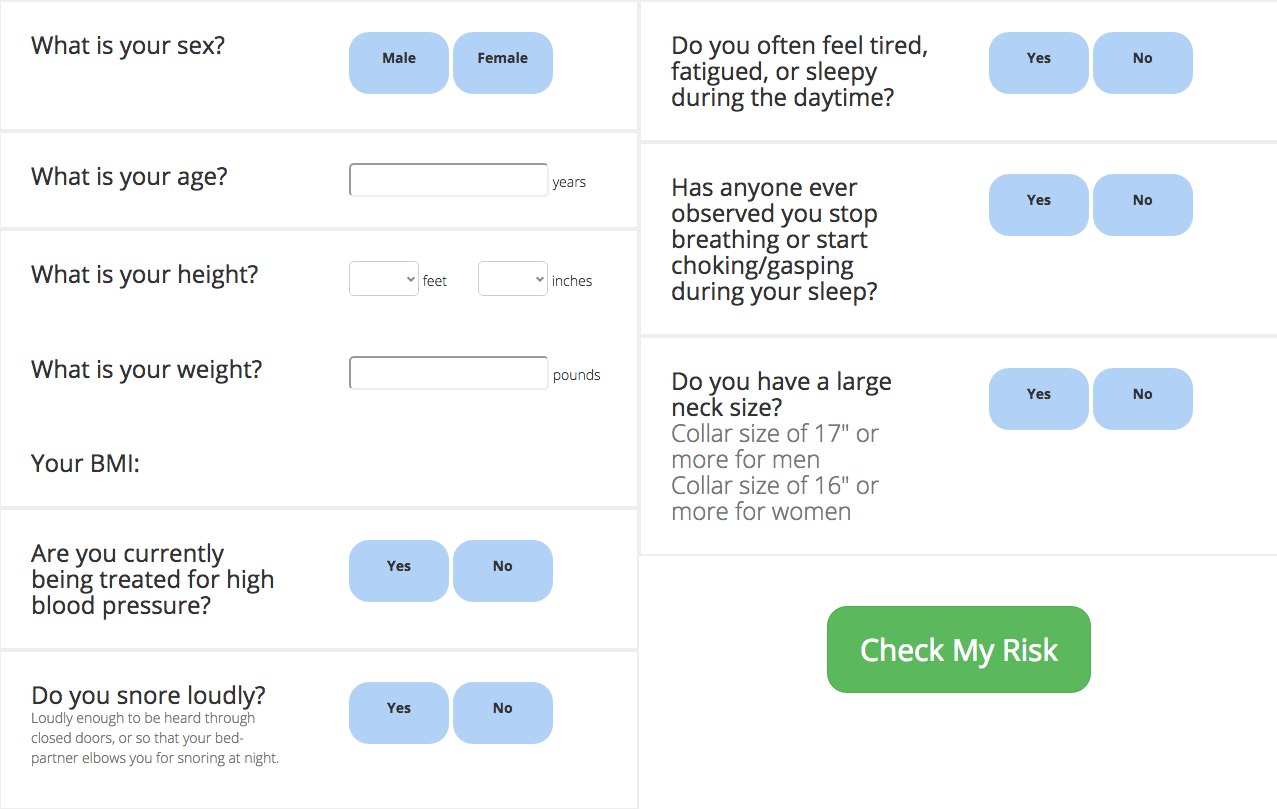 What is your sex?
Male
Female
What is your age?
years
What is your height?
feet
inches
What is your weight?
pounds
Your BMI:
Are you currently
being treated for high
blood pressure?
Yes
No
Do you snore loudly?
Loudly enough to be heard through
closed doors, or so that your bed-
partner elbows you for snoring at night.
Yes
No
Do you often feel tired,
fatigued, or sleepy
during the daytime?
Yes
No
Has anyone ever
observed you stop
breathing or start
choking/gasping
during your sleep?
Yes
No
Do you have a large
neck size?
Collar size of 17" or
more for men
Collar size of 16" or
more for women
Yes
No
Check My Risk